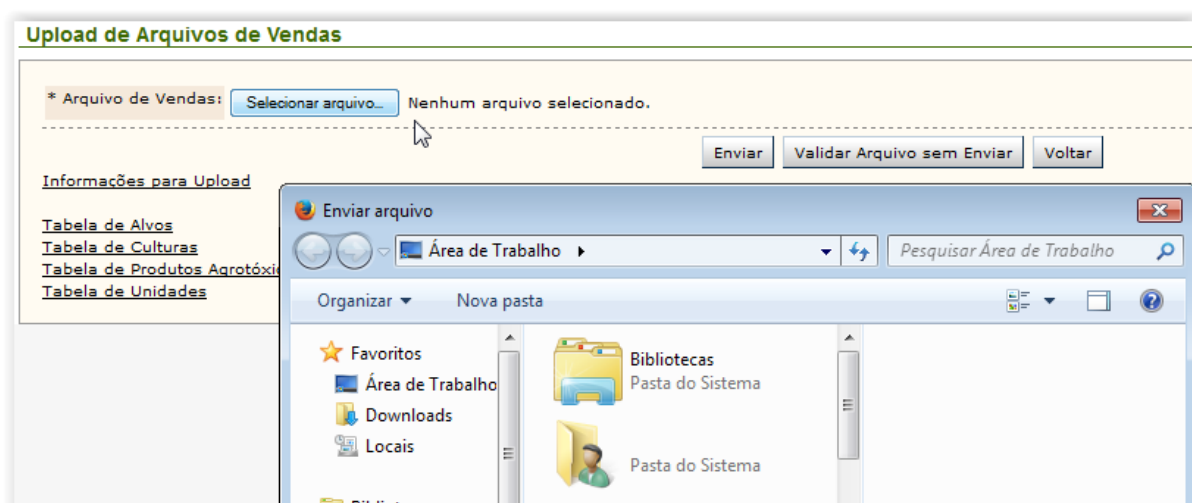 Upload de Arquivos de Vendas
* Arquivo de Vendas: Selecionar arquivo... Nenhum arquivo selecionado.
Enviar Validar Arquivo sem Enviar Voltar
Informações para Upload
Tabela de Alvos
Tabela de Culturas
Tabela de Produtos
Tabela de Unidades
Enviar arquivo
Área de Trabalho
Pesquisar Área de Trabalho
Organizar Nova pasta
Favoritos
Área de Trabalho
Downloads
Locais
Bibliotecas
Pasta do Sistema
Pasta do Sistema